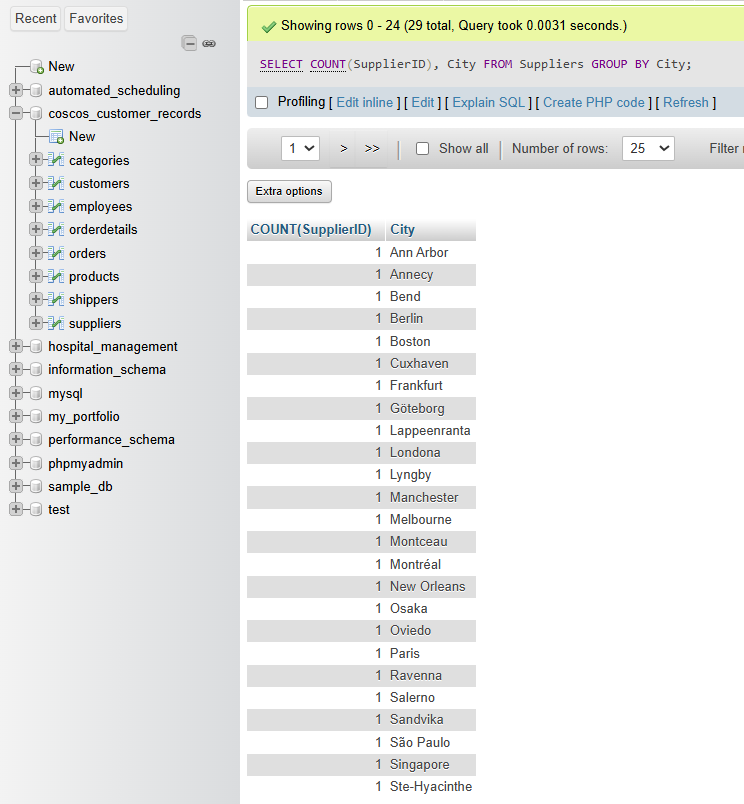 Recent Favorites
New
automated_scheduling
coscos_customer_records
New
categories
customers
employees
orderdetails
orders
products
shippers
suppliers
hospital_management
information_schema
mysql
my_portfolio
performance_schema
phpmyadmin
sample_db
test
Showing rows 0 - 24 (29 total, Query took 0.0031 seconds.)
SELECT COUNT(SupplierID), City FROM Suppliers GROUP BY City;
Profiling [ Edit inline ] [ Edit ] [ Explain SQL ] [ Create PHP code ] [ Refresh ]
1 > >> Show all Number of rows: 25 Filter
Extra options
COUNT(SupplierID) City
1 Ann Arbor
1 Annecy
1 Bend
1 Berlin
1 Boston
1 Cuxhaven
1 Frankfurt
1 Göteborg
1 Lappeenranta
1 Londona
1 Lyngby
1 Manchester
1 Melbourne
1 Montceau
1 Montréal
1 New Orleans
1 Osaka
1 Oviedo
1 Paris
1 Ravenna
1 Salerno
1 Sandvika
1 São Paulo
1 Singapore
1 Ste-Hyacinthe